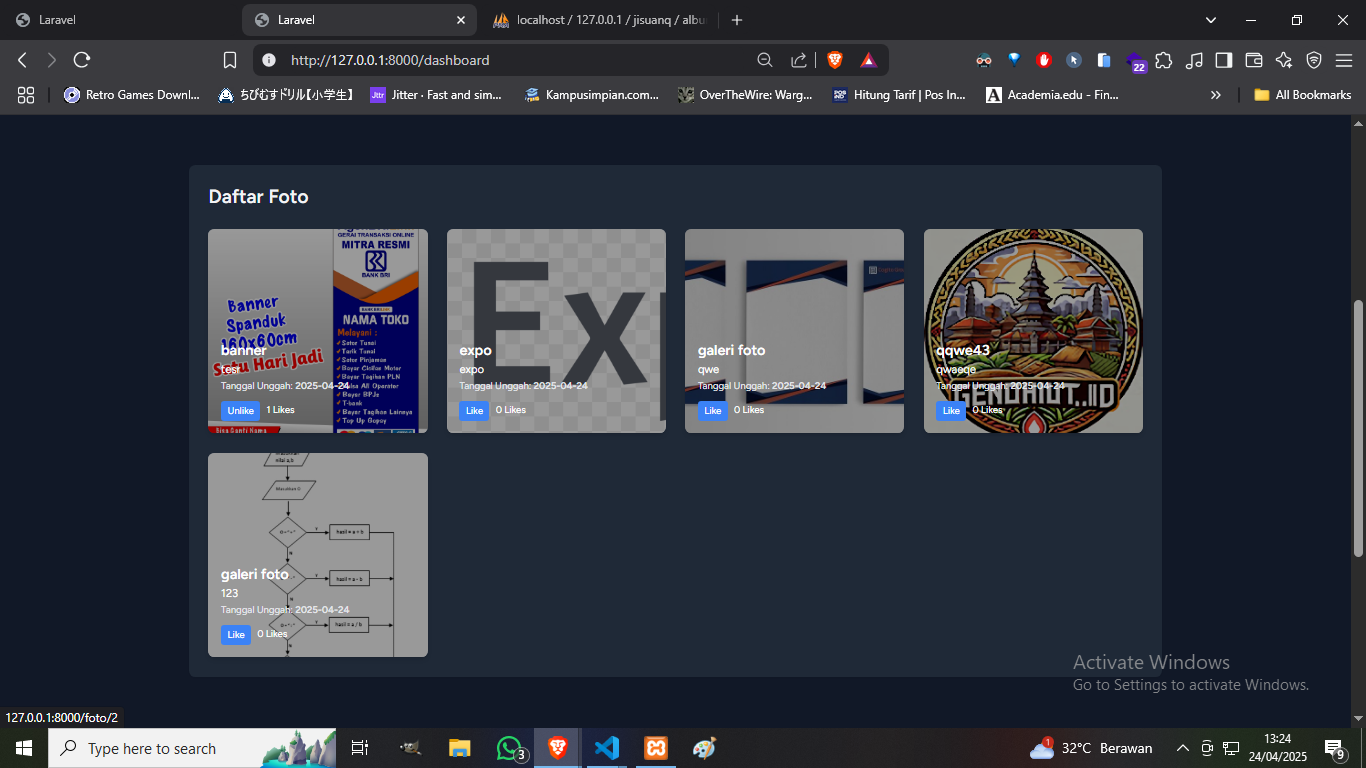 Laravel
Laravel
localhost / 127.0.0.1 / jisuanq / albu
http://127.0.0.1:8000/dashboard
22
Retro Games Downl...
ちびむすドリル【小学生】
Jitter · Fast and sim...
Kampusimpian.com...
OverTheWire: Warg...
Hitung Tarif | Pos In...
Academia.edu - Fin...
All Bookmarks
Daftar Foto
GERAI TRANSAKSI ONLINE
MITRA RESMI
BANK BRI
NAMA TOKO
Melayani :
Setor Tunai
Tarik Tunai
Setor Pinjaman
Bayar Cicilan Motor
Bayar Tagihan PLN
Pulsa All Operator
Bayar BPJS
T-bank
Bayar Tagihan Lainnya
Top Up Gopay
Banner
Spanduk
160x60cm
Satu Hari Jadi
Bisa Ganti Nama
banner
test
Tanggal Unggah: 2025-04-24
Unlike
1 Likes
Ex
expo
expo
Tanggal Unggah: 2025-04-24
Like
0 Likes
galeri foto
qwe
Tanggal Unggah: 2025-04-24
Like
0 Likes
qqwe43
qwaeqe
Tanggal Unggah: 2025-04-24
Like
0 Likes
nilai a,b
hasil = a + b
hasil = a - b
hasil = a / b
galeri foto
123
Tanggal Unggah: 2025-04-24
Like
0 Likes
Activate Windows
Go to Settings to activate Windows.
127.0.0.1:8000/foto/2
Type here to search
3
1
32°C Berawan
13:24
24/04/2025
9